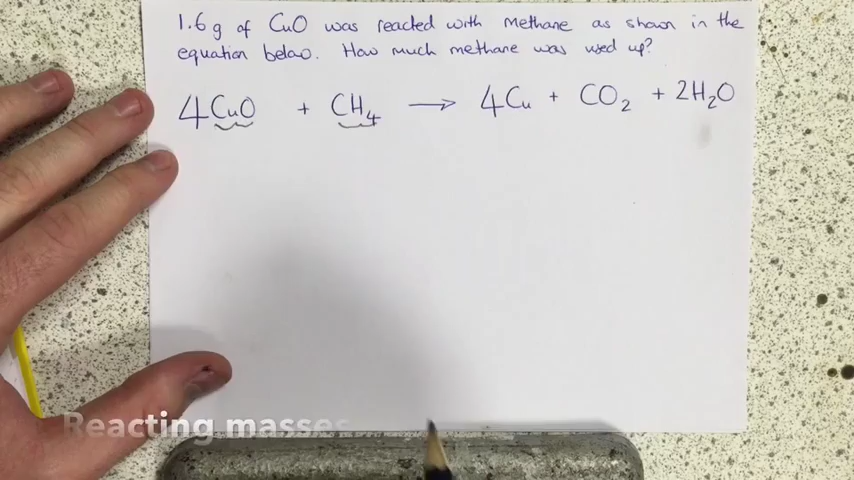 1.6g of CuO was reacted with methane as shown in the
equation below. How much methane was used up?
4CuO + CH₄ → 4Cu + CO₂ + 2H₂O
Reacting masses